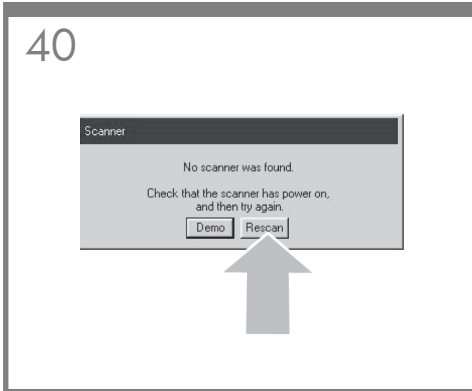 40
Scanner
No scanner was found.
Check that the scanner has power on,
and then try again.
Demo Rescan